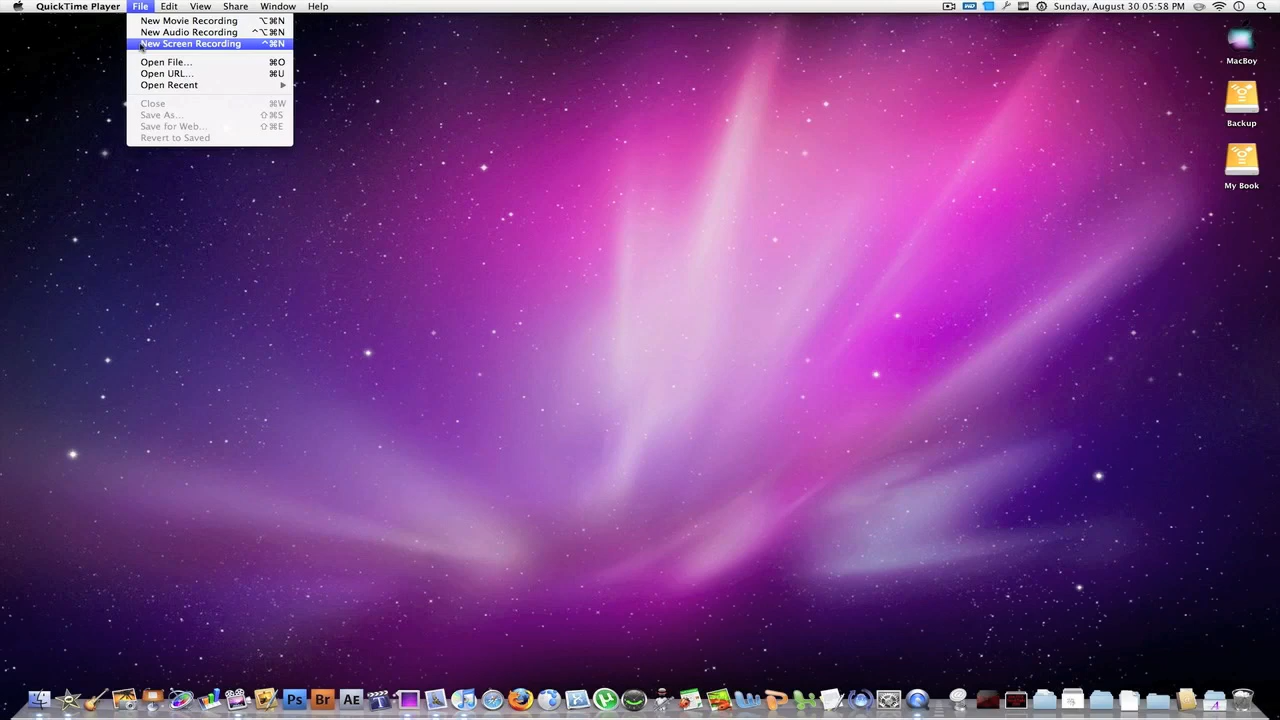 QuickTime Player File Edit View Share Window Help Sunday, August 30 05:58 PM
New Movie Recording ⌥⌘N
New Audio Recording ^⌥⌘N
New Screen Recording ^⌘N
Open File... ⌘O
Open URL... ⌘U
Open Recent
Close ⌘W
Save As... ⇧⌘S
Save for Web... ⇧⌘E
Revert to Saved
MacBoy
Backup
My Book
Ps Br AE